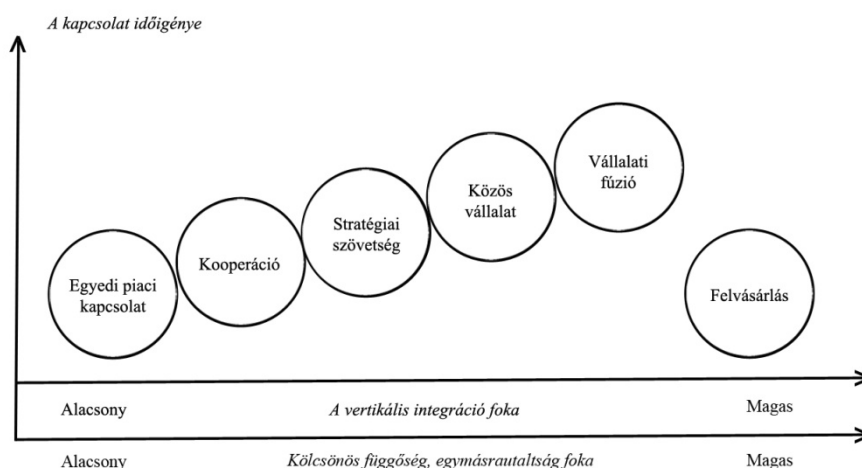 A kapcsolat időigénye
Vállalati
fúzió
Közös
vállalat
Stratégiai
szövetség
Kooperáció
Egyedi piaci
kapcsolat
Felvásárlás
Alacsony
A vertikális integráció foka
Magas
Alacsony
Kölcsönös függőség, egymásrautaltság foka
Magas